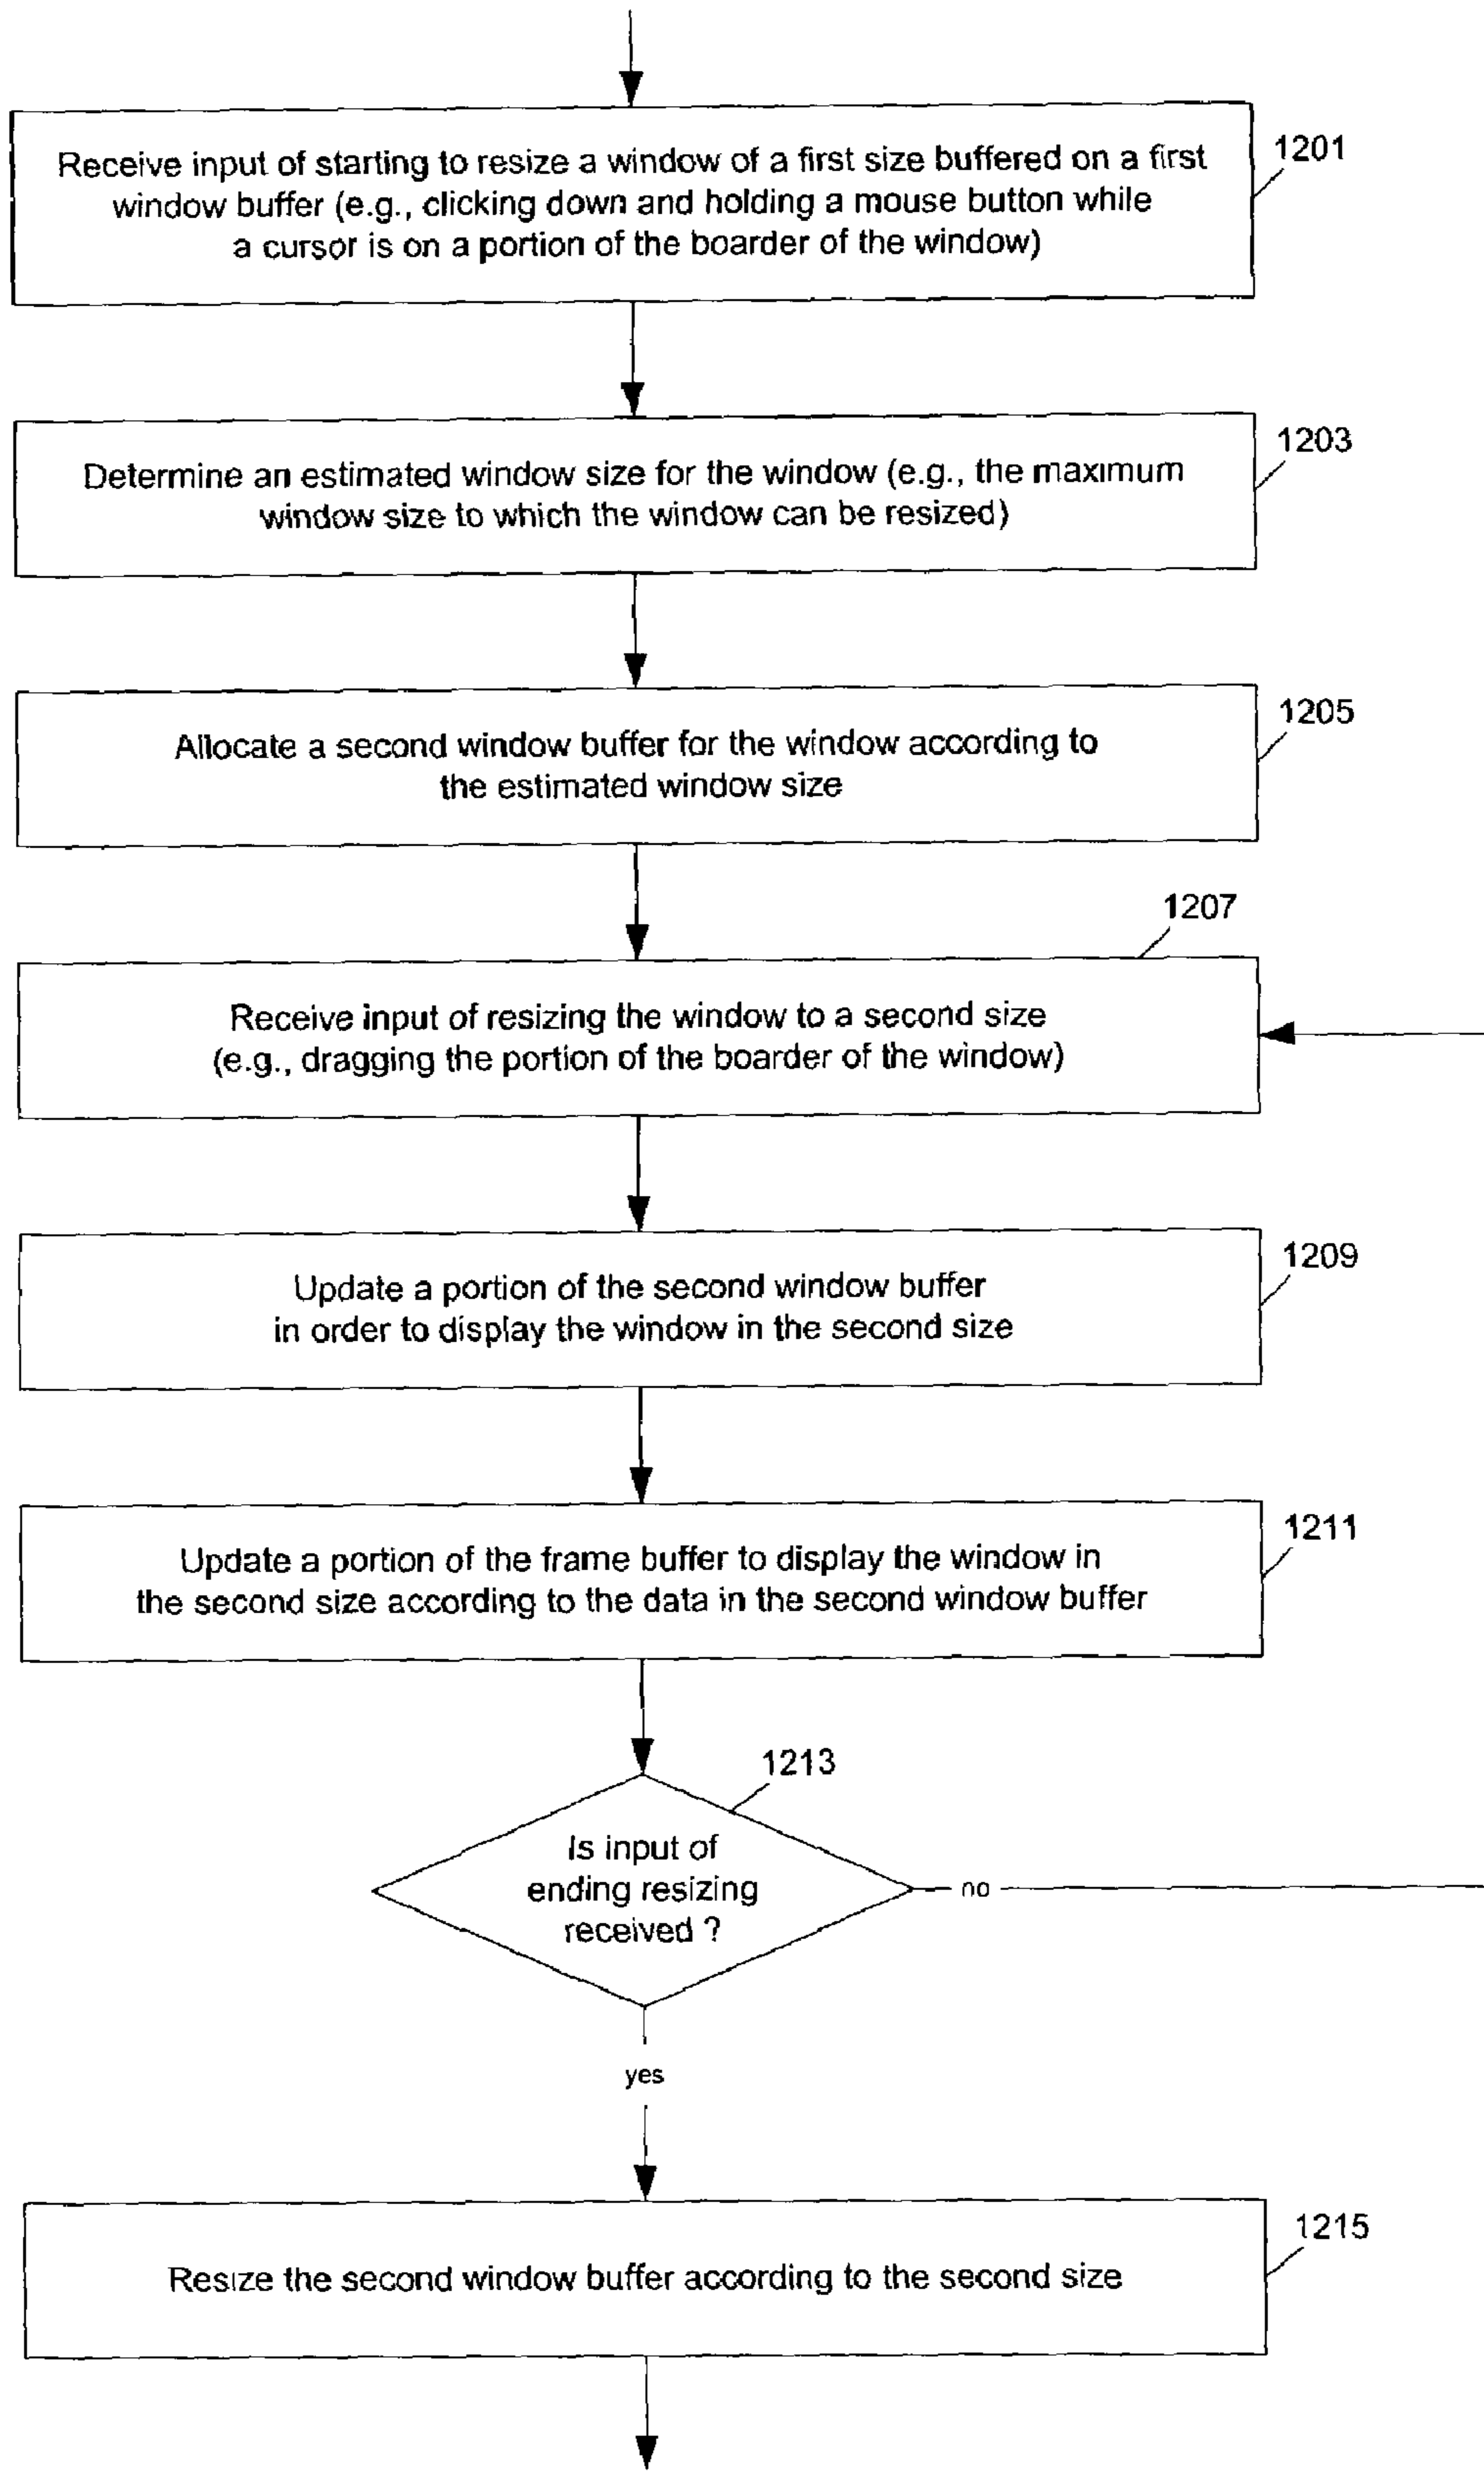 Receive input of starting to resize a window of a first size buffered on a first
window buffer (e.g., clicking down and holding a mouse button while
a cursor is on a portion of the boarder of the window)
1201
Determine an estimated window size for the window (e.g., the maximum
window size to which the window can be resized)
1203
Allocate a second window buffer for the window according to
the estimated window size
1205
1207
Receive input of resizing the window to a second size
(e.g., dragging the portion of the boarder of the window)
Update a portion of the second window buffer
in order to display the window in the second size
1209
Update a portion of the frame buffer to display the window in
the second size according to the data in the second window buffer
1211
1213
Is input of
ending resizing
received ?
no
yes
Resize the second window buffer according to the second size
1215